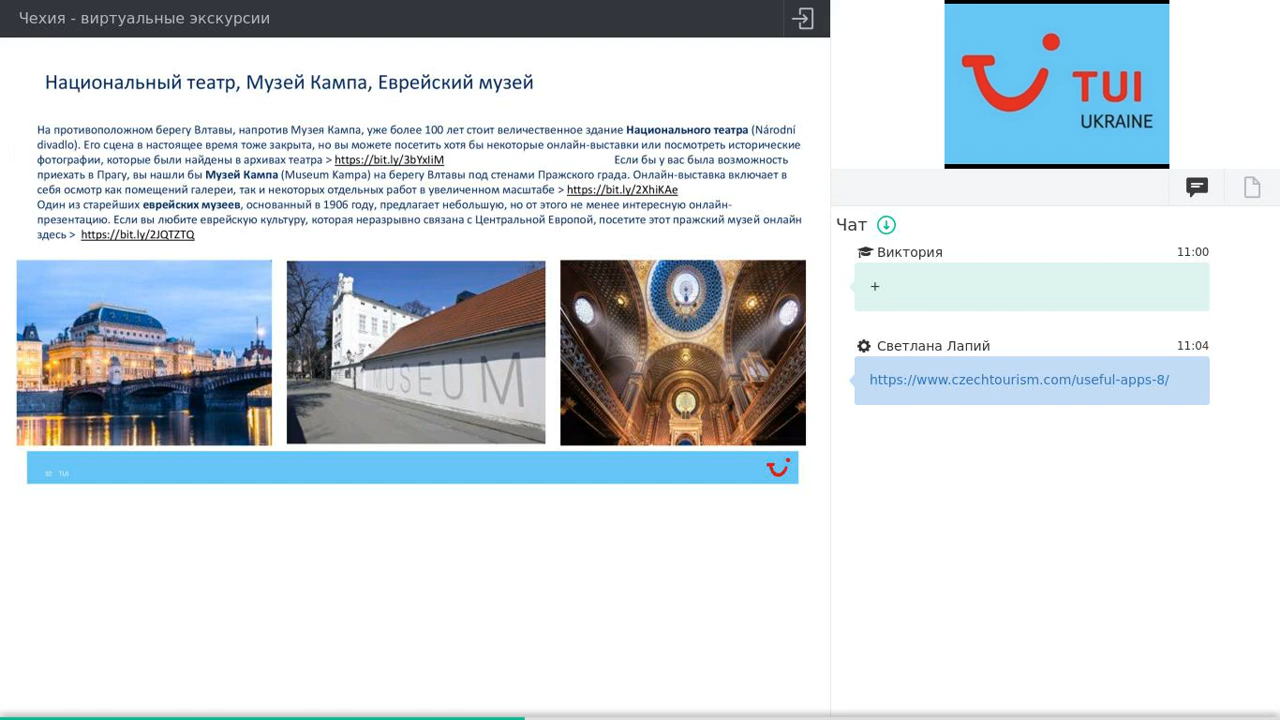 Чехия - виртуальные экскурсии
Национальный театр, Музей Кампа, Еврейский музей
На противоположном берегу Влтавы, напротив Музея Кампа, уже более 100 лет стоит величественное здание Национального театра (Národní
divadlo). Его сцена в настоящее время тоже закрыта, но вы можете посетить хотя бы некоторые онлайн-выставки или посмотреть исторические
фотографии, которые были найдены в архивах театра > https://bit.ly/3bYxIiM Если бы у вас была возможность
приехать в Прагу, вы нашли бы Музей Кампа (Museum Kampa) на берегу Влтавы под стенами Пражского града. Онлайн-выставка включает в
себя осмотр как помещений галереи, так и некоторых отдельных работ в увеличенном масштабе > https://bit.ly/2XhiKAe
Один из старейших еврейских музеев, основанный в 1906 году, предлагает небольшую, но от этого не менее интересную онлайн-
презентацию. Если вы любите еврейскую культуру, которая неразрывно связана с Центральной Европой, посетите этот пражский музей онлайн
здесь > https://bit.ly/2JQTZTQ
MUSEUM
TUI
TUI
UKRAINE
Чат
Виктория 11:00
+
Светлана Лапий 11:04
https://www.czechtourism.com/useful-apps-8/